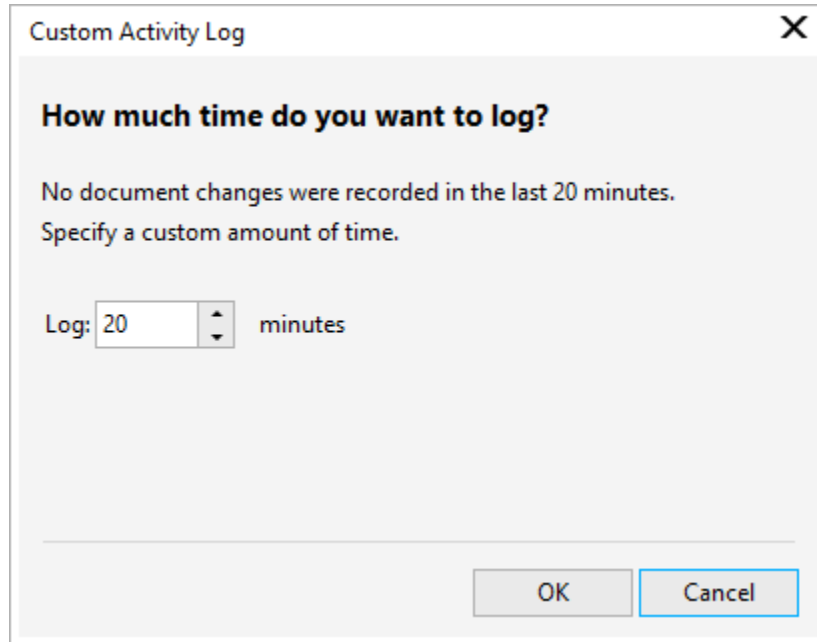 Custom Activity Log
How much time do you want to log?
No document changes were recorded in the last 20 minutes.
Specify a custom amount of time.
Log: 20 minutes
OK Cancel